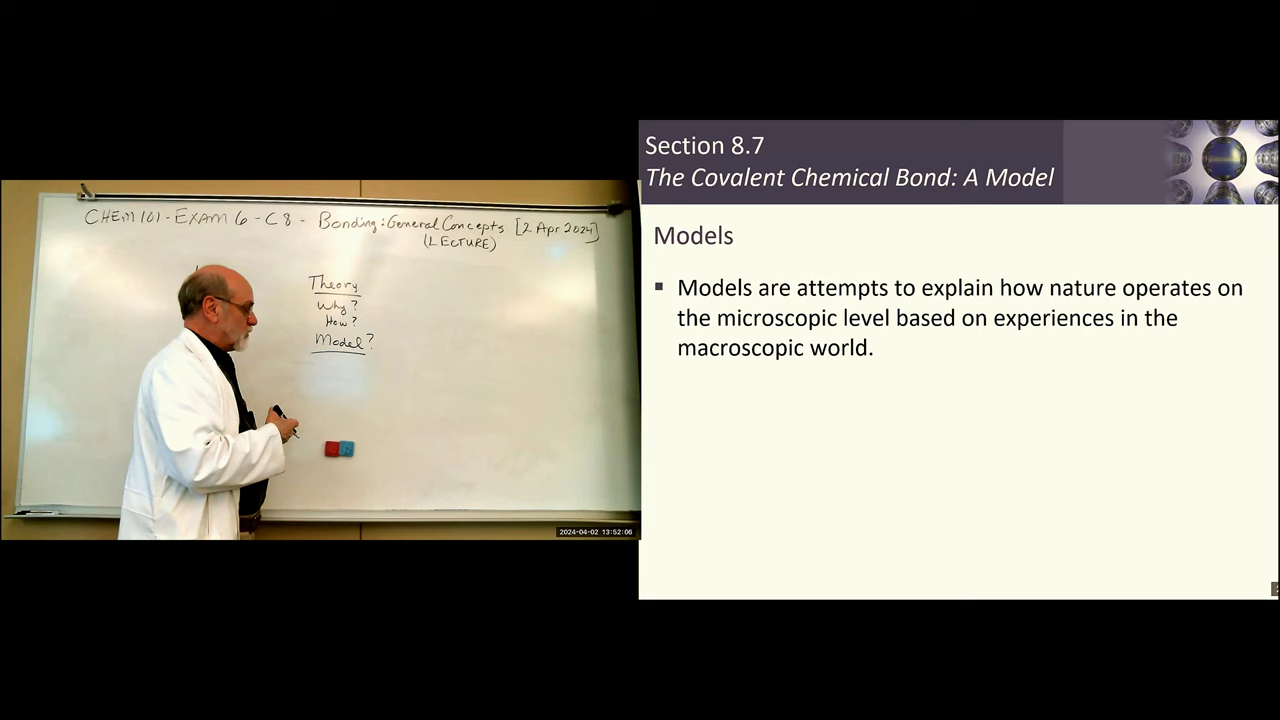 CHEM 101 - EXAM 6 - C8 - Bonding: General Concepts [2 Apr 2024]
(LECTURE)
Theory
Why?
How?
Model?
2024-04-02 13:52:06
Section 8.7
The Covalent Chemical Bond: A Model
Models
▪ Models are attempts to explain how nature operates on
the microscopic level based on experiences in the
macroscopic world.